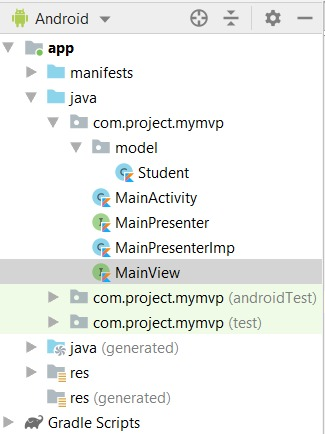 Android
app
manifests
java
com.project.mymvp
model
Student
MainActivity
MainPresenter
MainPresenterImp
MainView
com.project.mymvp (androidTest)
com.project.mymvp (test)
java (generated)
res
res (generated)
Gradle Scripts